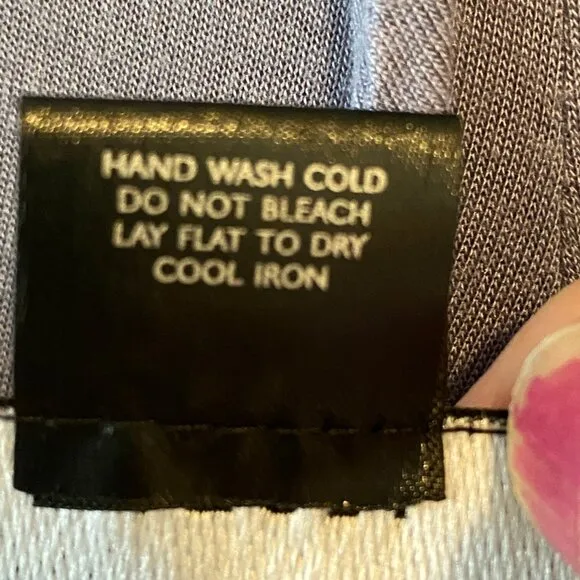 HAND WASH COLD
DO NOT BLEACH
LAY FLAT TO DRY
COOL IRON